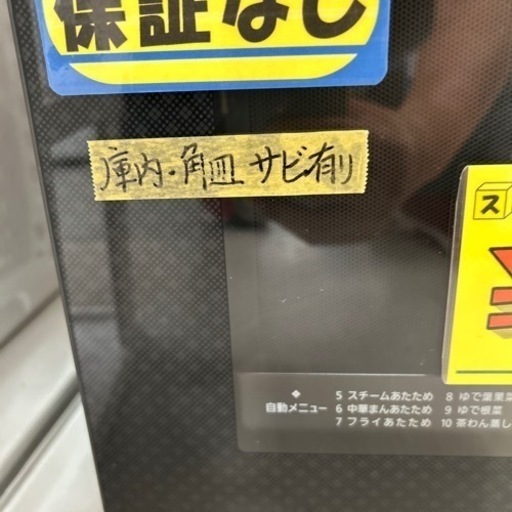 保証なし
庫内・角皿 サビ有り
ス
¥
5 スチームあたため 8 ゆで葉果菜
自動メニュー 6 中華まんあたため 9 ゆで根菜
7 フライあたため 10 茶わん蒸し